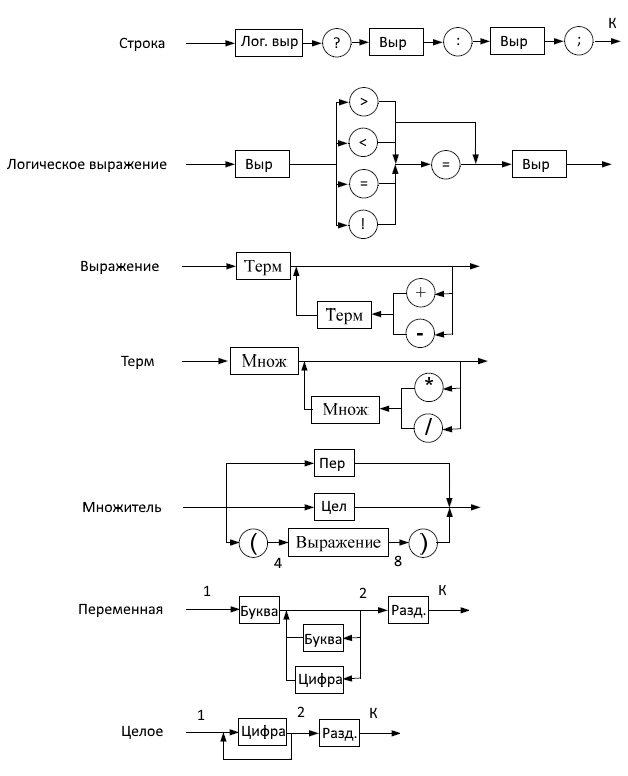 К
Строка Лог. выр ? Выр : Выр ;
>
<
Логическое выражение Выр = Выр
=
!
Выражение Терм
+
Терм
-
Терм Множ
*
Множ
/
Пер
Множитель Цел
( Выражение )
4 8
1 2 К
Переменная Буква Разд.
Буква
Цифра
1 2 К
Целое Цифра Разд.